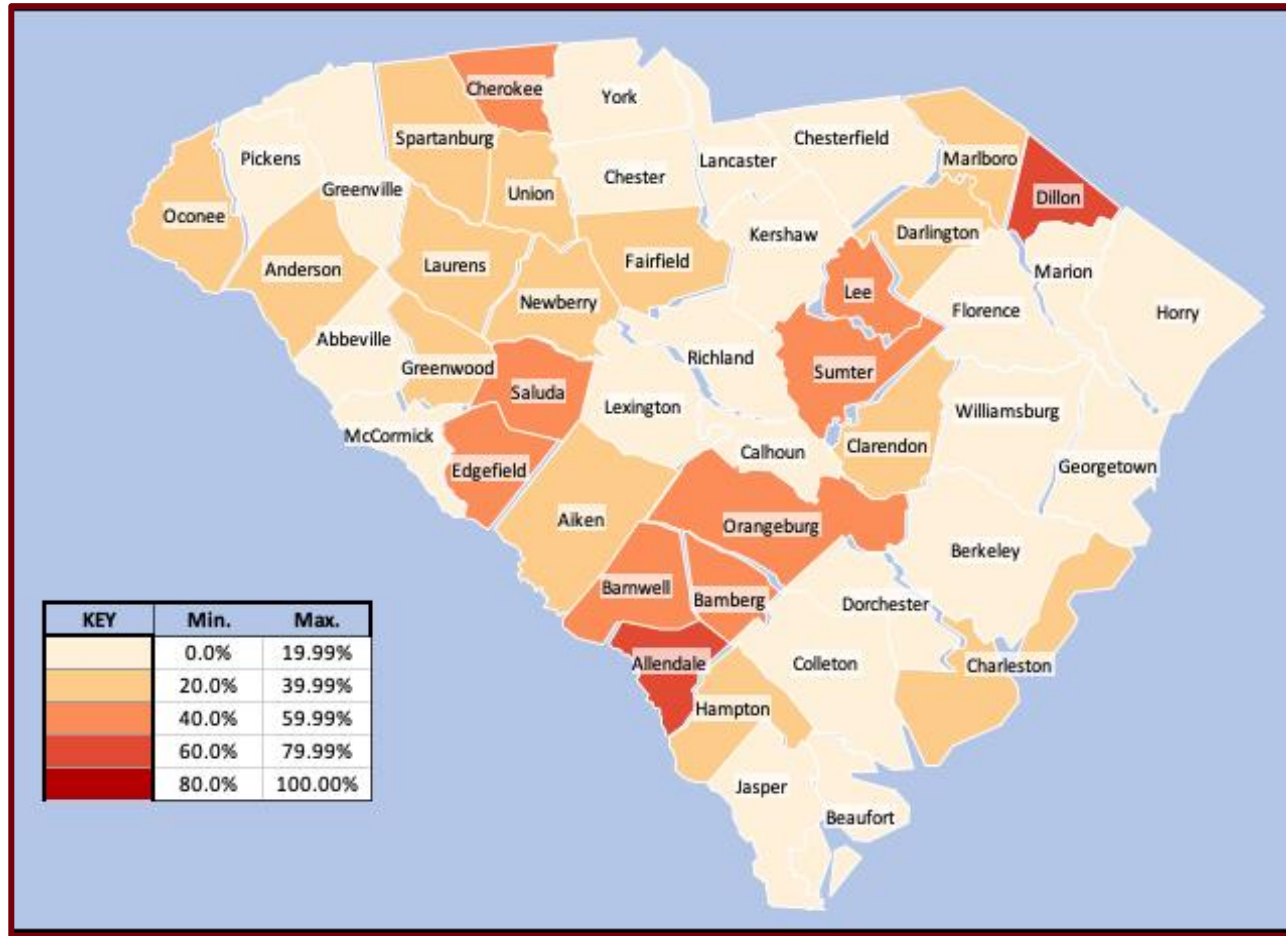 Cherokee
York
Spartanburg
Chesterfield
Pickens
Lancaster
Marlboro
Chester
Greenville
Union
Dillon
Oconee
Kershaw
Darlington
Fairfield
Anderson
Laurens
Marion
Lee
Newberry
Florence
Horry
Abbeville
Richland
Greenwood
Sumter
Saluda
Lexington
Williamsburg
McCormick
Clarendon
Calhoun
Georgetown
Edgefield
Aiken
Orangeburg
Berkeley
Barnwell
Bamberg
Dorchester
Allendale
Colleton
Charleston
Hampton
Jasper
Beaufort
KEY Min. Max.
0.0% 19.99%
20.0% 39.99%
40.0% 59.99%
60.0% 79.99%
80.0% 100.00%